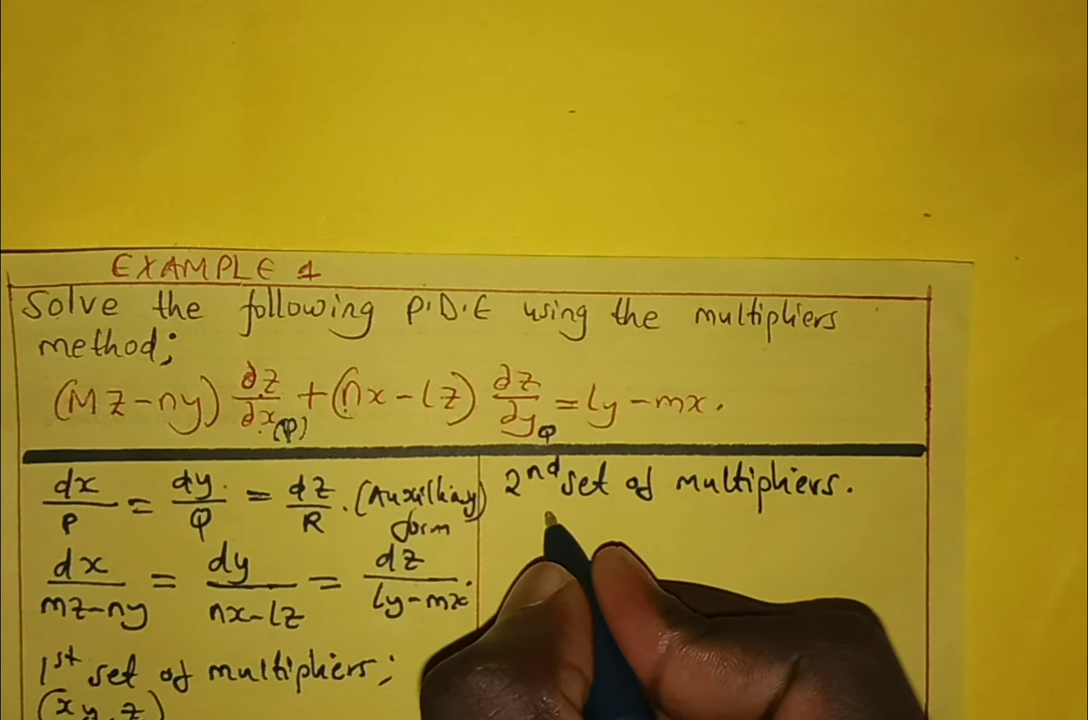 EXAMPLE 1
Solve the following P.D.E using the multipliers
method;
(Mz-ny) ∂z/∂x (P) + (nx-lz) ∂z/∂y Q = ly-mx.
dx/P = dy/Q = dz/R. (Auxilliary form)
dx/mz-ny = dy/nx-lz = dz/ly-mx.
1st set of multipliers;
(x, y, z)
2nd set of multipliers.